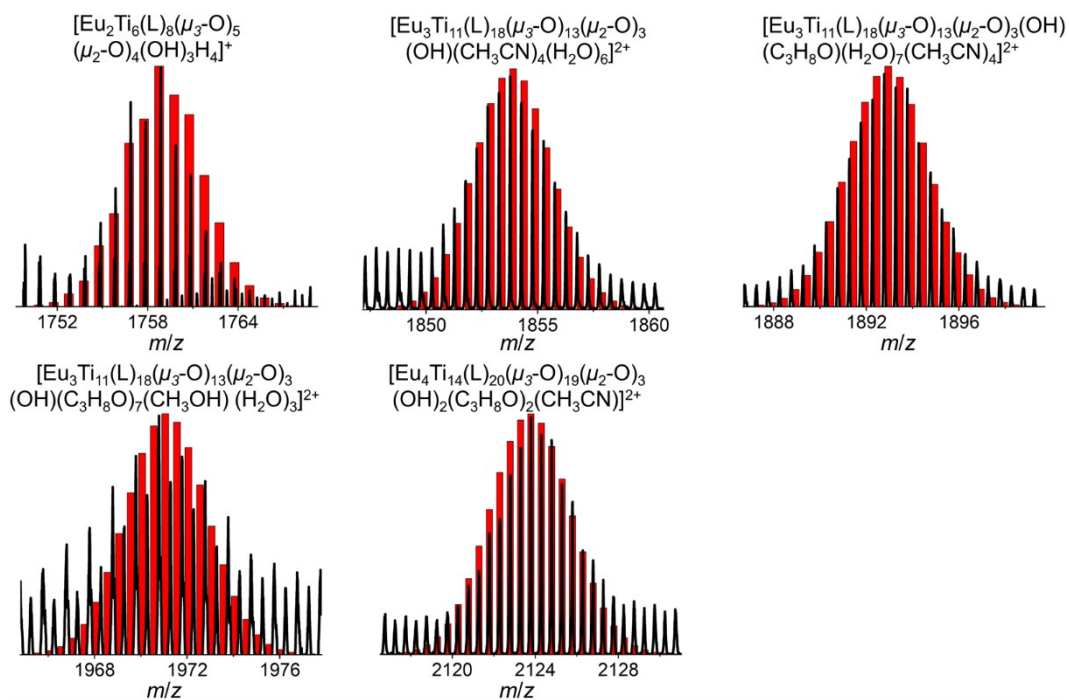 [Eu₂Ti₆(L)₈(μ₃-O)₅
(μ₂-O)₄(OH)₃H₄]⁺
1752 1758 1764
m/z
[Eu₃Ti₁₁(L)₁₈(μ₃-O)₁₃(μ₂-O)₃
(OH)(CH₃CN)₄(H₂O)₆]²⁺
1850 1855 1860
m/z
[Eu₃Ti₁₁(L)₁₈(μ₃-O)₁₃(μ₂-O)₃(OH)
(C₃H₈O)(H₂O)₇(CH₃CN)₄]²⁺
1888 1892 1896
m/z
[Eu₃Ti₁₁(L)₁₈(μ₃-O)₁₃(μ₂-O)₃
(OH)(C₃H₈O)₇(CH₃OH) (H₂O)₃]²⁺
1968 1972 1976
m/z
[Eu₄Ti₁₄(L)₂₀(μ₃-O)₁₉(μ₂-O)₃
(OH)₂(C₃H₈O)₂(CH₃CN)]²⁺
2120 2124 2128
m/z